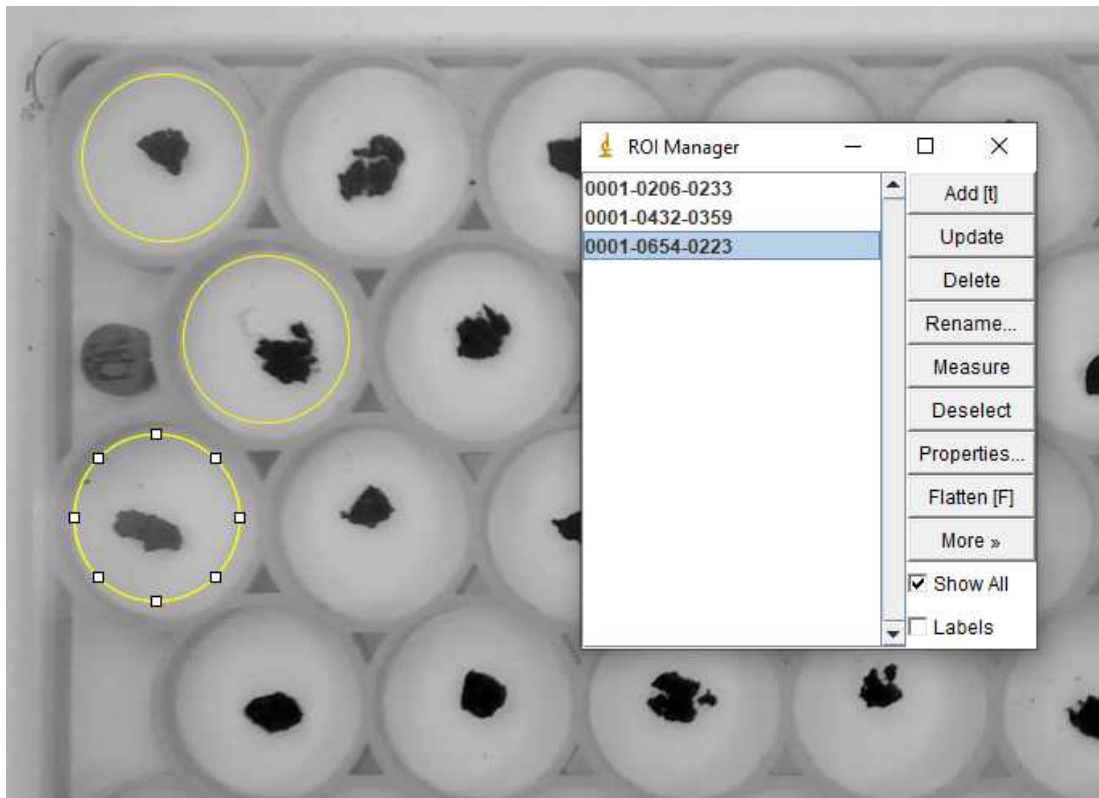 ROI Manager
0001-0206-0233
0001-0432-0359
0001-0654-0223
Add [t]
Update
Delete
Rename...
Measure
Deselect
Properties...
Flatten [F]
More »
Show All
Labels